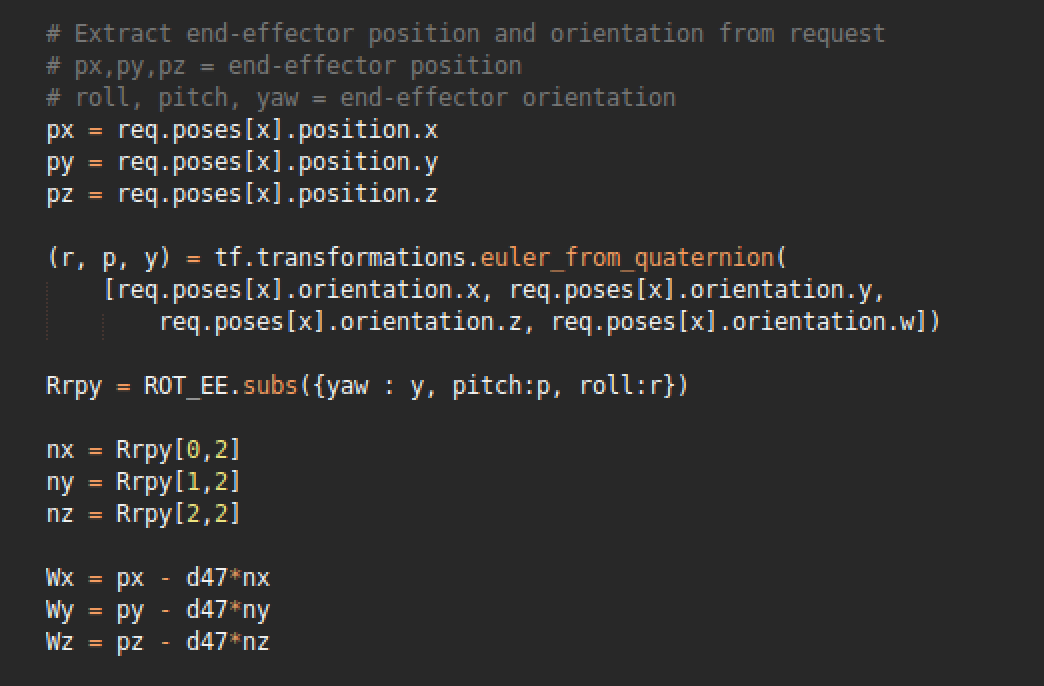 # Extract end-effector position and orientation from request
# px,py,pz = end-effector position
# roll, pitch, yaw = end-effector orientation
px = req.poses[x].position.x
py = req.poses[x].position.y
pz = req.poses[x].position.z

(r, p, y) = tf.transformations.euler_from_quaternion(
    [req.poses[x].orientation.x, req.poses[x].orientation.y,
        req.poses[x].orientation.z, req.poses[x].orientation.w])

Rrpy = ROT_EE.subs({yaw : y, pitch:p, roll:r})

nx = Rrpy[0,2]
ny = Rrpy[1,2]
nz = Rrpy[2,2]

Wx = px - d47*nx
Wy = py - d47*ny
Wz = pz - d47*nz